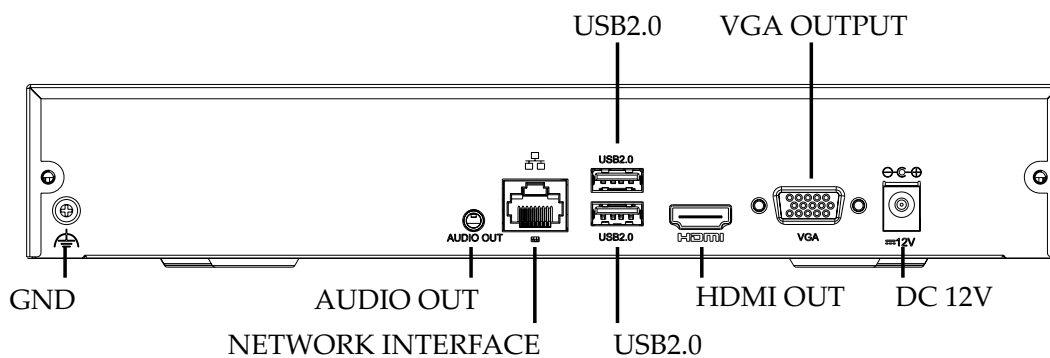 USB2.0 VGA OUTPUT
USB2.0
USB2.0
AUDIO OUT
HDMI
VGA
12V
GND
AUDIO OUT
HDMI OUT
DC 12V
NETWORK INTERFACE
USB2.0